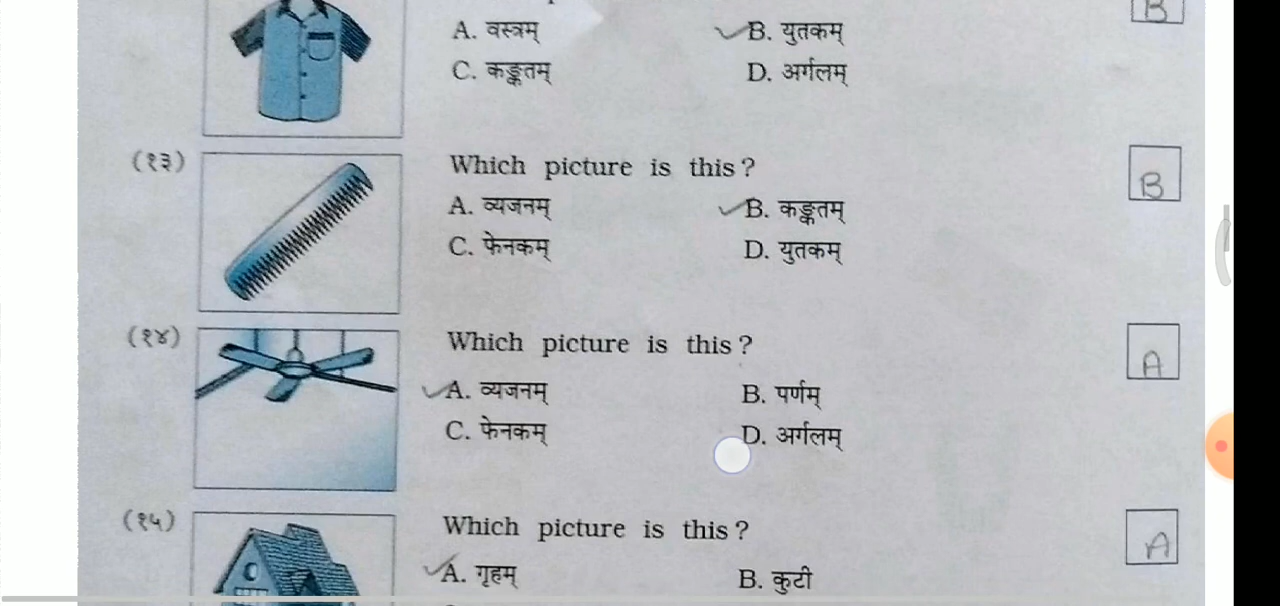 A. वस्त्रम् B. युतकम् B
C. कङ्कतम् D. अर्गलम्
(१३) Which picture is this? B
A. व्यजनम् B. कङ्कतम्
C. फेनकम् D. युतकम्
(१४) Which picture is this? A
A. व्यजनम् B. पर्णम्
C. फेनकम् D. अर्गलम्
(१५) Which picture is this? A
A. गृहम् B. कुटी